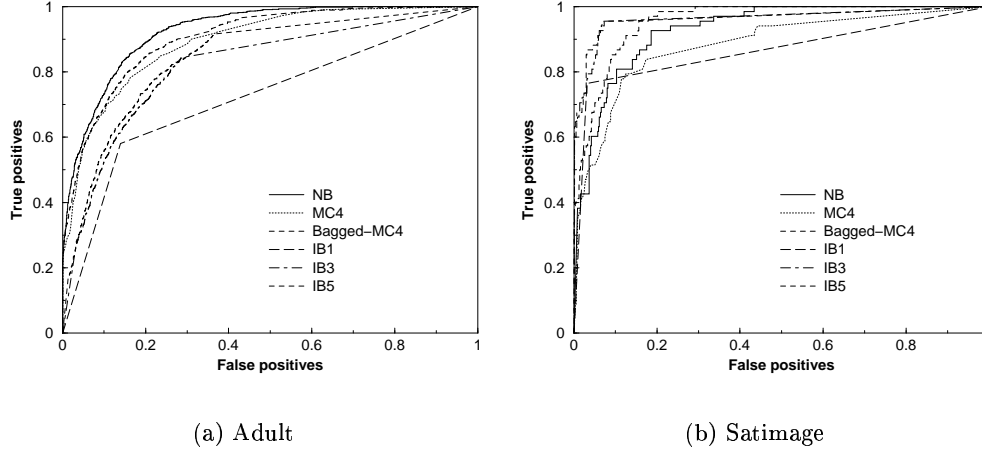 1
0.8
0.6
0.4
0.2
0
True positives
0
0.2
0.4
0.6
0.8
1
False positives
NB
MC4
Bagged−MC4
IB1
IB3
IB5
(a) Adult
1
0.8
0.6
0.4
0.2
0
True positives
0
0.2
0.4
0.6
0.8
False positives
NB
MC4
Bagged−MC4
IB1
IB3
IB5
(b) Satimage